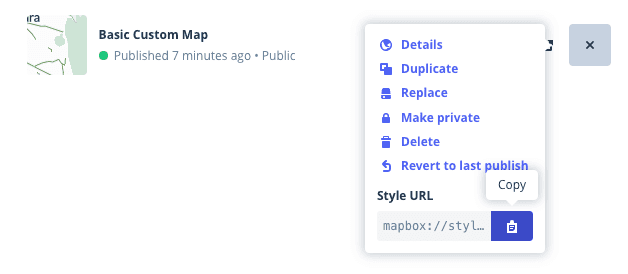 ara
Basic Custom Map
Published 7 minutes ago • Public
Details
Duplicate
Replace
Make private
Delete
Revert to last publish
Copy
Style URL
mapbox://styl…